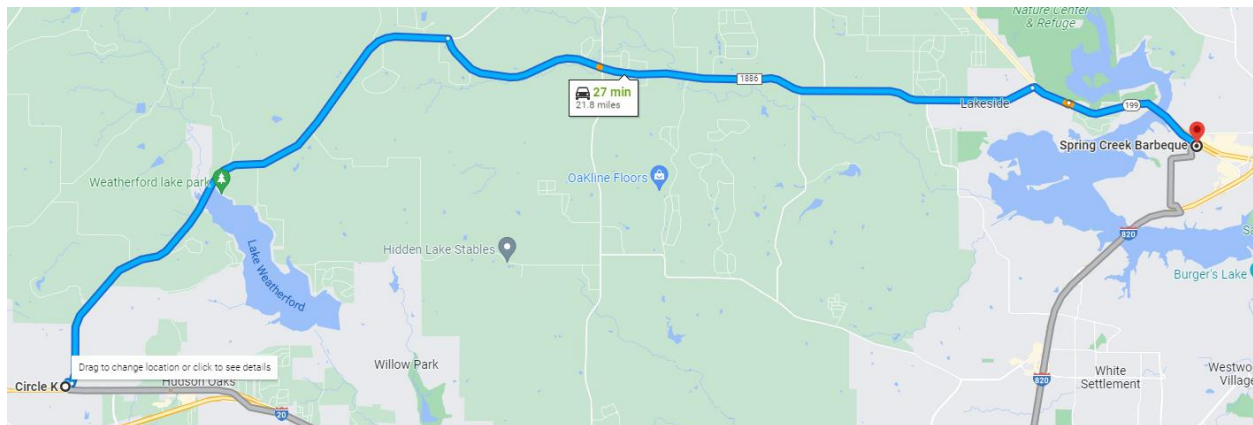 Nature Center
& Refuge
27 min
21.8 miles
1886
Lakeside
199
Spring Creek Barbeque
Weatherford lake park
OaKline Floors
820
Lake Weatherford
Hidden Lake Stables
Burger's Lake
Drag to change location or click to see details
Circle K
Hudson Oaks
Willow Park
20
820
White
Settlement
Westwo
Village